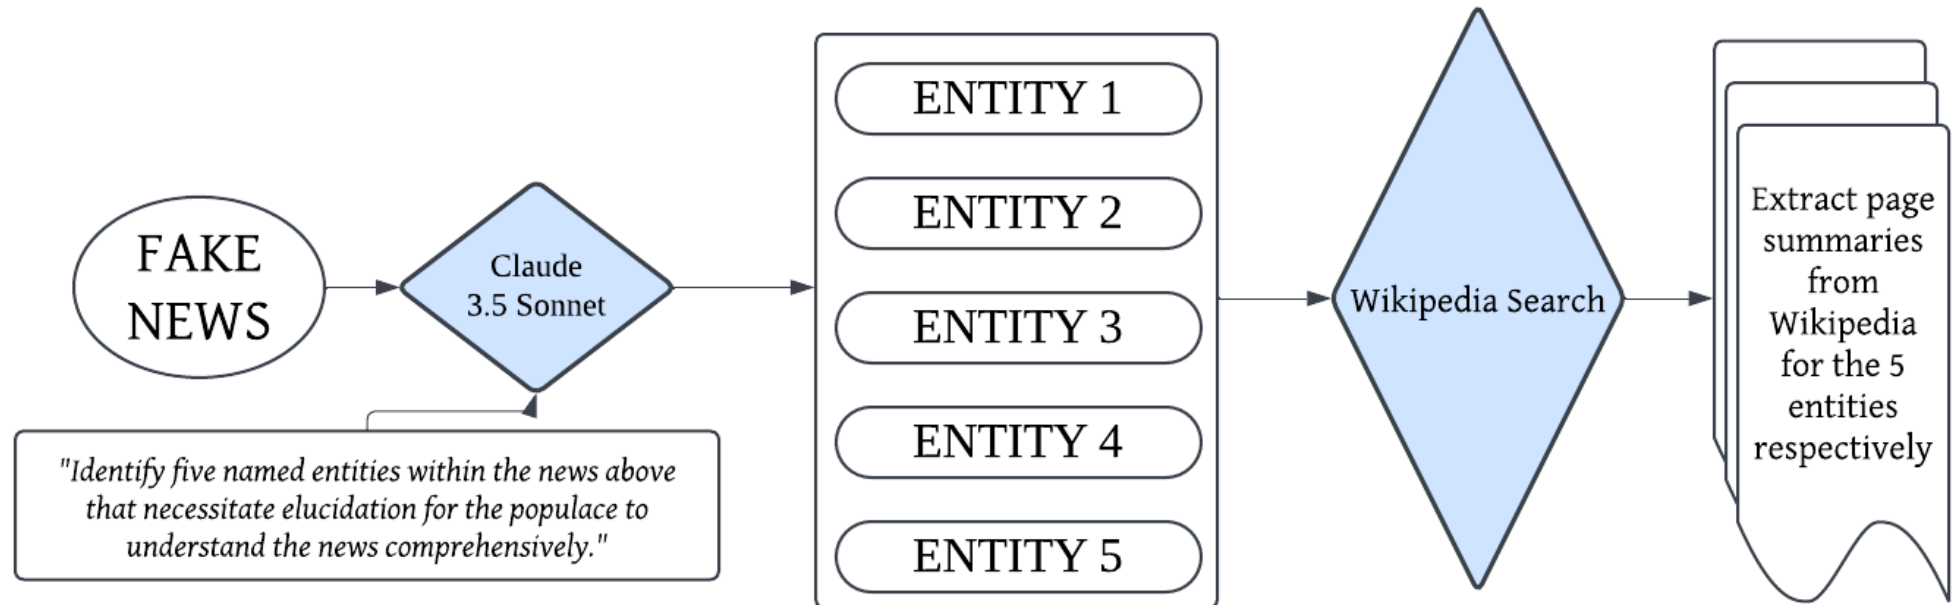 FAKE
NEWS
Claude
3.5 Sonnet
"Identify five named entities within the news above
that necessitate elucidation for the populace to
understand the news comprehensively."
ENTITY 1
ENTITY 2
ENTITY 3
ENTITY 4
ENTITY 5
Wikipedia Search
Extract page
summaries
from
Wikipedia
for the 5
entities
respectively